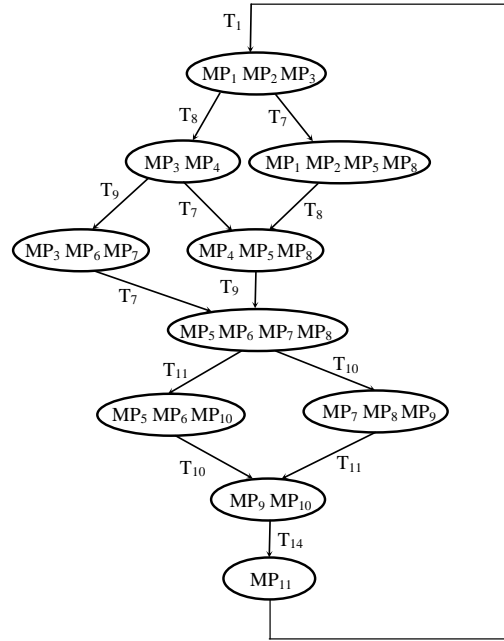 T₁
MP₁ MP₂ MP₃
T₈ T₇
MP₃ MP₄ MP₁ MP₂ MP₅ MP₈
T₉ T₇ T₈
MP₃ MP₆ MP₇ MP₄ MP₅ MP₈
T₇ T₉
MP₅ MP₆ MP₇ MP₈
T₁₁ T₁₀
MP₅ MP₆ MP₁₀ MP₇ MP₈ MP₉
T₁₀ T₁₁
MP₉ MP₁₀
T₁₄
MP₁₁